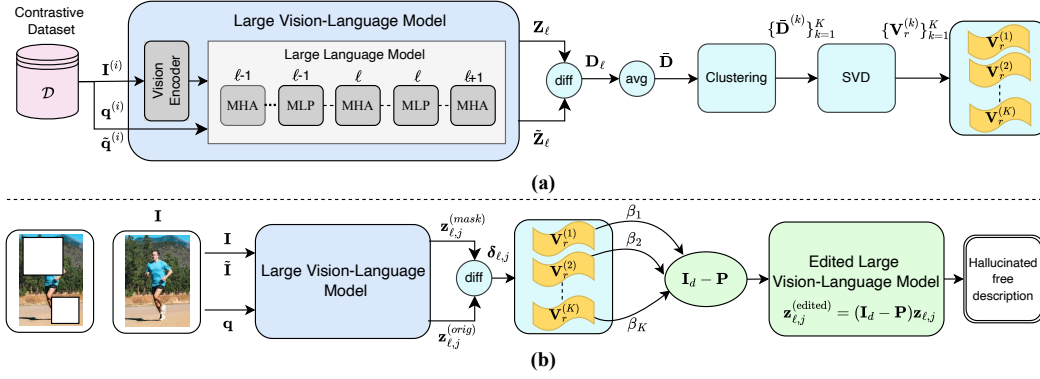 Contrastive
Dataset
𝒟
I^{(i)}
q^{(i)}
q̃^{(i)}
Large Vision-Language Model
Vision
Encoder
Large Language Model
ℓ-1 ℓ-1 ℓ ℓ ℓ+1
MHA MLP MHA MLP MHA
Z_ℓ
Z̃_ℓ
diff
D_ℓ
avg
D̄
Clustering
{D̄^{(k)}}_{k=1}^{K}
SVD
{V_r^{(k)}}_{k=1}^{K}
V_r^{(1)}
V_r^{(2)}
V_r^{(K)}
(a)
I
I
Ĩ
q
Large Vision-Language
Model
z_{ℓ,j}^{(mask)}
z_{ℓ,j}^{(orig)}
diff
δ_{ℓ,j}
V_r^{(1)}
V_r^{(2)}
V_r^{(K)}
β_1
β_2
β_K
I_d − P
Edited Large
Vision-Language Model
z_{ℓ,j}^{(edited)} = (I_d − P)z_{ℓ,j}
Hallucinated
free
description
(b)